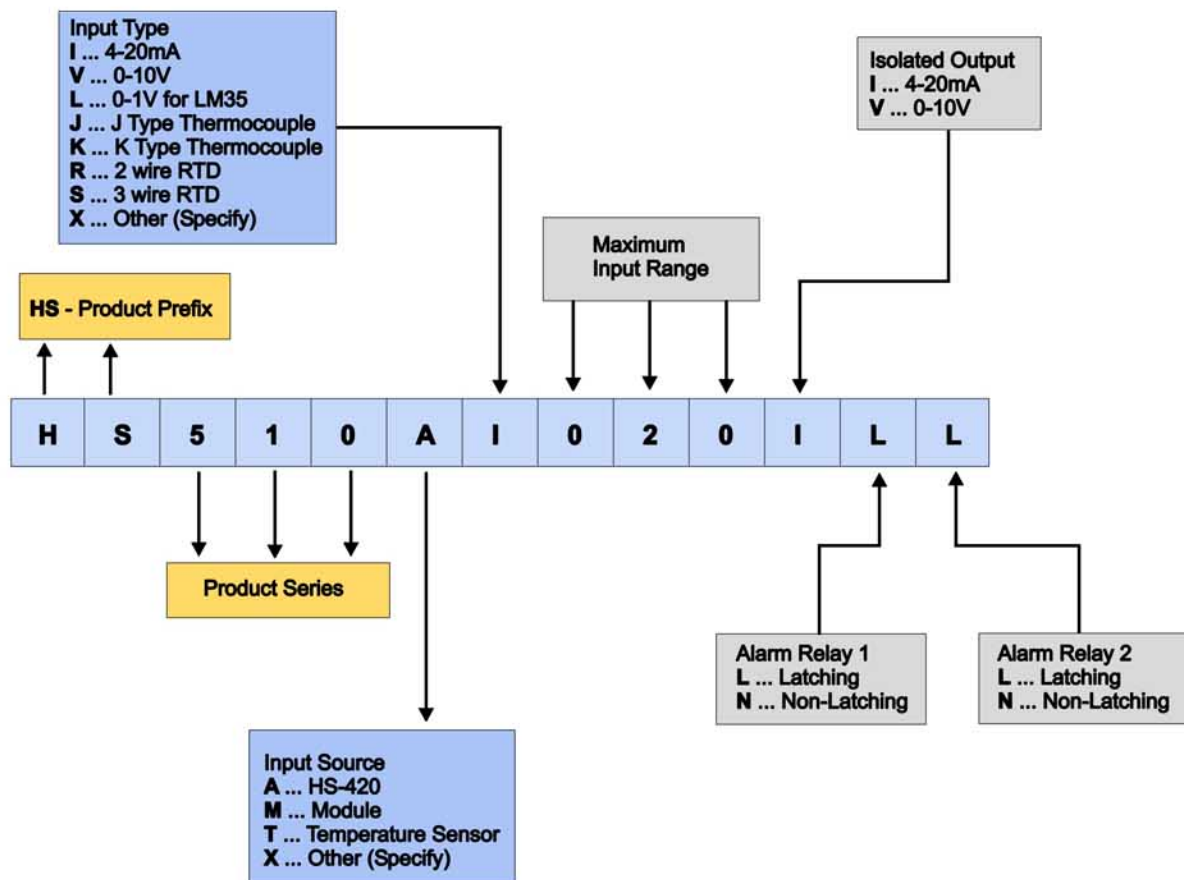 Input Type
I ... 4-20mA
V ... 0-10V
L ... 0-1V for LM35
J ... J Type Thermocouple
K ... K Type Thermocouple
R ... 2 wire RTD
S ... 3 wire RTD
X ... Other (Specify)
Isolated Output
I ... 4-20mA
V ... 0-10V
Maximum
Input Range
HS - Product Prefix
H S 5 1 0 A I 0 2 0 I L L
Product Series
Alarm Relay 1
L ... Latching
N ... Non-Latching
Alarm Relay 2
L ... Latching
N ... Non-Latching
Input Source
A ... HS-420
M ... Module
T ... Temperature Sensor
X ... Other (Specify)